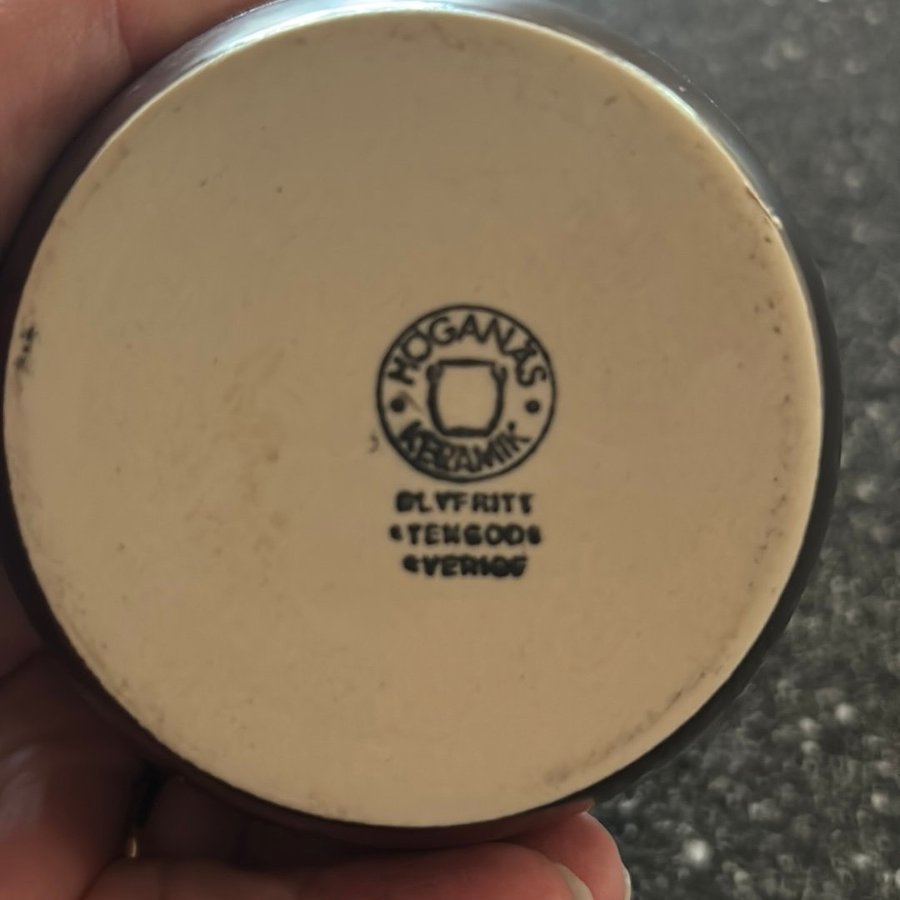 HÖGANÄS
KERAMIK
BLYFRITT
STENGODS
SVERIGE